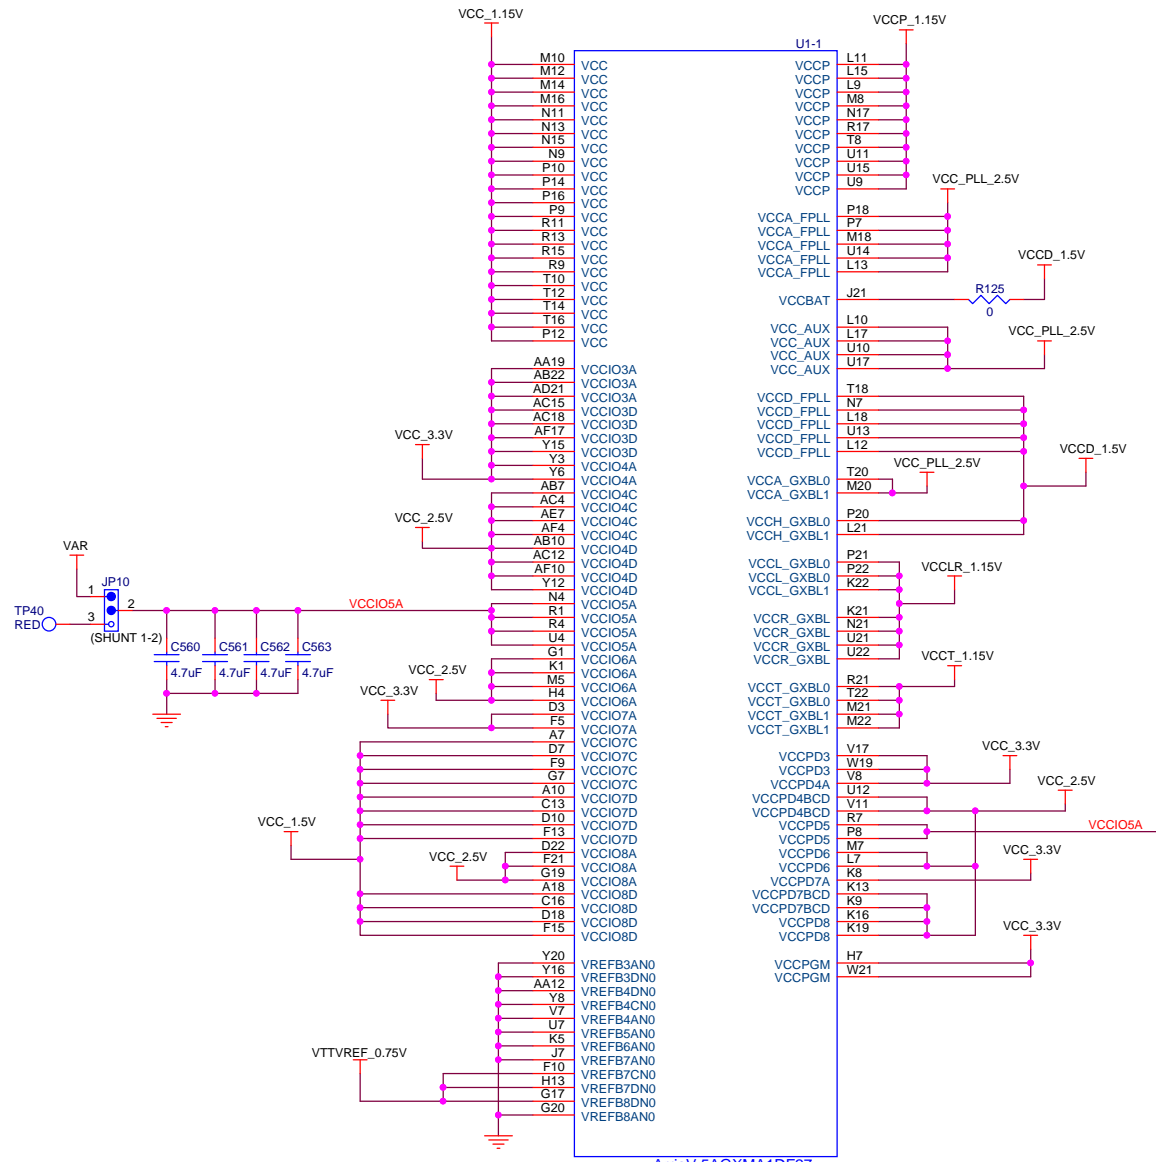 VCC_1.15V
VCCP_1.15V
U1-1
M10 VCC VCCP L11
M12 VCC VCCP L15
M14 VCC VCCP L9
M16 VCC VCCP M8
N11 VCC VCCP N17
N13 VCC VCCP R17
N15 VCC VCCP T8
N9 VCC VCCP U11
P10 VCC VCCP U15
P14 VCC VCCP U9
VCC_PLL_2.5V
P16 VCC
P9 VCC VCCA_FPLL P18
R11 VCC VCCA_FPLL P7
R13 VCC VCCA_FPLL M18
R15 VCC VCCA_FPLL U14
R9 VCC VCCA_FPLL L13
VCCD_1.5V
T10 VCC
T12 VCC VCCBAT J21 R125
0
T14 VCC
T16 VCC VCC_AUX L10
P12 VCC VCC_AUX L17
VCC_PLL_2.5V
VCC_AUX U10
AA19 VCCIO3A VCC_AUX U17
AB22 VCCIO3A
AD21 VCCIO3A VCCD_FPLL T18
AC15 VCCIO3D VCCD_FPLL N7
AC18 VCCIO3D VCCD_FPLL L18
AF17 VCCIO3D VCCD_FPLL U13
VCC_3.3V
Y15 VCCIO3D VCCD_FPLL L12
VCCD_1.5V
Y3 VCCIO4A
VCC_PLL_2.5V
Y6 VCCIO4A VCCA_GXBL0 T20
AB7 VCCIO4C VCCA_GXBL1 M20
AC4 VCCIO4C
VCC_2.5V
AE7 VCCIO4C VCCH_GXBL0 P20
AF4 VCCIO4C VCCH_GXBL1 L21
AB10 VCCIO4D
VAR
AC12 VCCIO4D VCCL_GXBL0 P21
AF10 VCCIO4D VCCL_GXBL0 P22
VCCLR_1.15V
Y12 VCCIO4D VCCL_GXBL1 K22
JP10
1
2
3
TP40
RED
(SHUNT 1-2)
VCCIO5A
N4 VCCIO5A
R1 VCCIO5A VCCR_GXBL K21
R4 VCCIO5A VCCR_GXBL N21
U4 VCCIO5A VCCR_GXBL U21
G1 VCCIO6A VCCR_GXBL U22
C560 C561 C562 C563
4.7uF 4.7uF 4.7uF 4.7uF
VCC_2.5V
VCCT_1.15V
K1 VCCIO6A
M5 VCCIO6A VCCT_GXBL0 R21
VCC_3.3V
H4 VCCIO6A VCCT_GXBL0 T22
D3 VCCIO7A VCCT_GXBL1 M21
F5 VCCIO7A VCCT_GXBL1 M22
A7 VCCIO7C
D7 VCCIO7C VCCPD3 V17
VCC_3.3V
F9 VCCIO7C VCCPD3 W19
G7 VCCIO7C VCCPD4A V8
VCC_2.5V
A10 VCCIO7D VCCPD4BCD U12
C13 VCCIO7D VCCPD4BCD V11
VCC_1.5V
D10 VCCIO7D VCCPD5 R7
VCCIO5A
F13 VCCIO7D VCCPD5 P8
D22 VCCIO8A VCCPD6 M7
VCC_2.5V
VCC_3.3V
F21 VCCIO8A VCCPD6 L7
G19 VCCIO8A VCCPD7A K8
A18 VCCIO8D VCCPD7BCD K13
C16 VCCIO8D VCCPD7BCD K9
D18 VCCIO8D VCCPD8 K16
F15 VCCIO8D VCCPD8 K19
VCC_3.3V
Y20 VREFB3AN0 VCCPGM H7
Y16 VREFB3DN0 VCCPGM W21
AA12 VREFB4DN0
Y8 VREFB4CN0
V7 VREFB4AN0
U7 VREFB5AN0
K5 VREFB6AN0
VTTVREF_0.75V
J7 VREFB7AN0
F10 VREFB7CN0
H13 VREFB7DN0
G17 VREFB8DN0
G20 VREFB8AN0